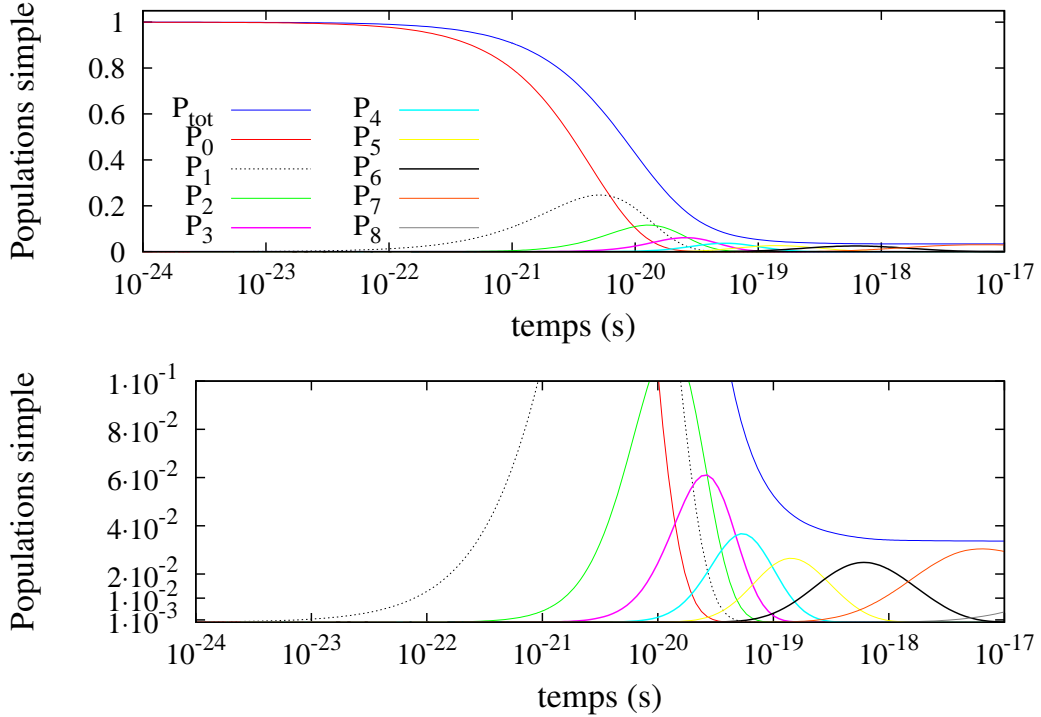 Populations simple
1
0.8
0.6
0.4
0.2
0
P_tot
P_0
P_1
P_2
P_3
P_4
P_5
P_6
P_7
P_8
10^-24 10^-23 10^-22 10^-21 10^-20 10^-19 10^-18 10^-17
temps (s)
Populations simple
1·10^-1
8·10^-2
6·10^-2
4·10^-2
2·10^-2
1·10^-2
1·10^-3
10^-24 10^-23 10^-22 10^-21 10^-20 10^-19 10^-18 10^-17
temps (s)